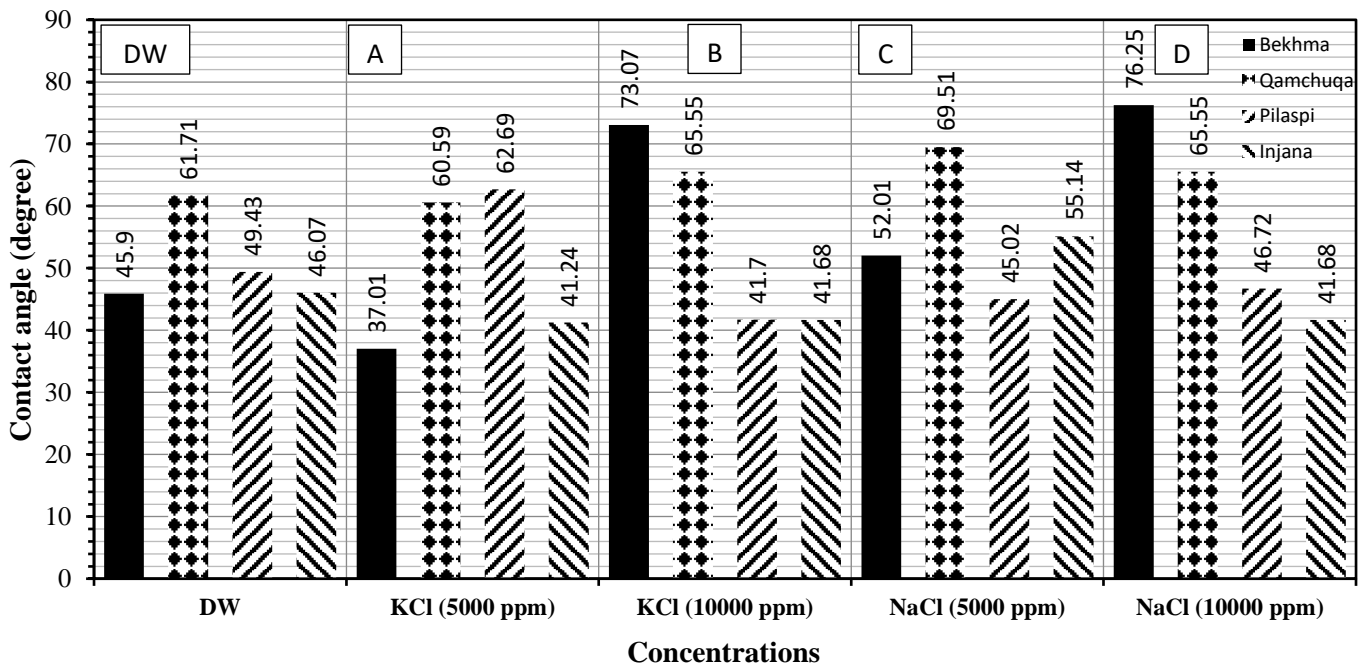 Contact angle (degree)
90
80
70
60
50
40
30
20
10
0
DW
A
B
C
D
Bekhma
Qamchuqa
Pilaspi
Injana
45.9
61.71
49.43
46.07
37.01
60.59
62.69
41.24
73.07
65.55
41.7
41.68
52.01
69.51
45.02
55.14
76.25
65.55
46.72
41.68
DW
KCl (5000 ppm)
KCl (10000 ppm)
NaCl (5000 ppm)
NaCl (10000 ppm)
Concentrations